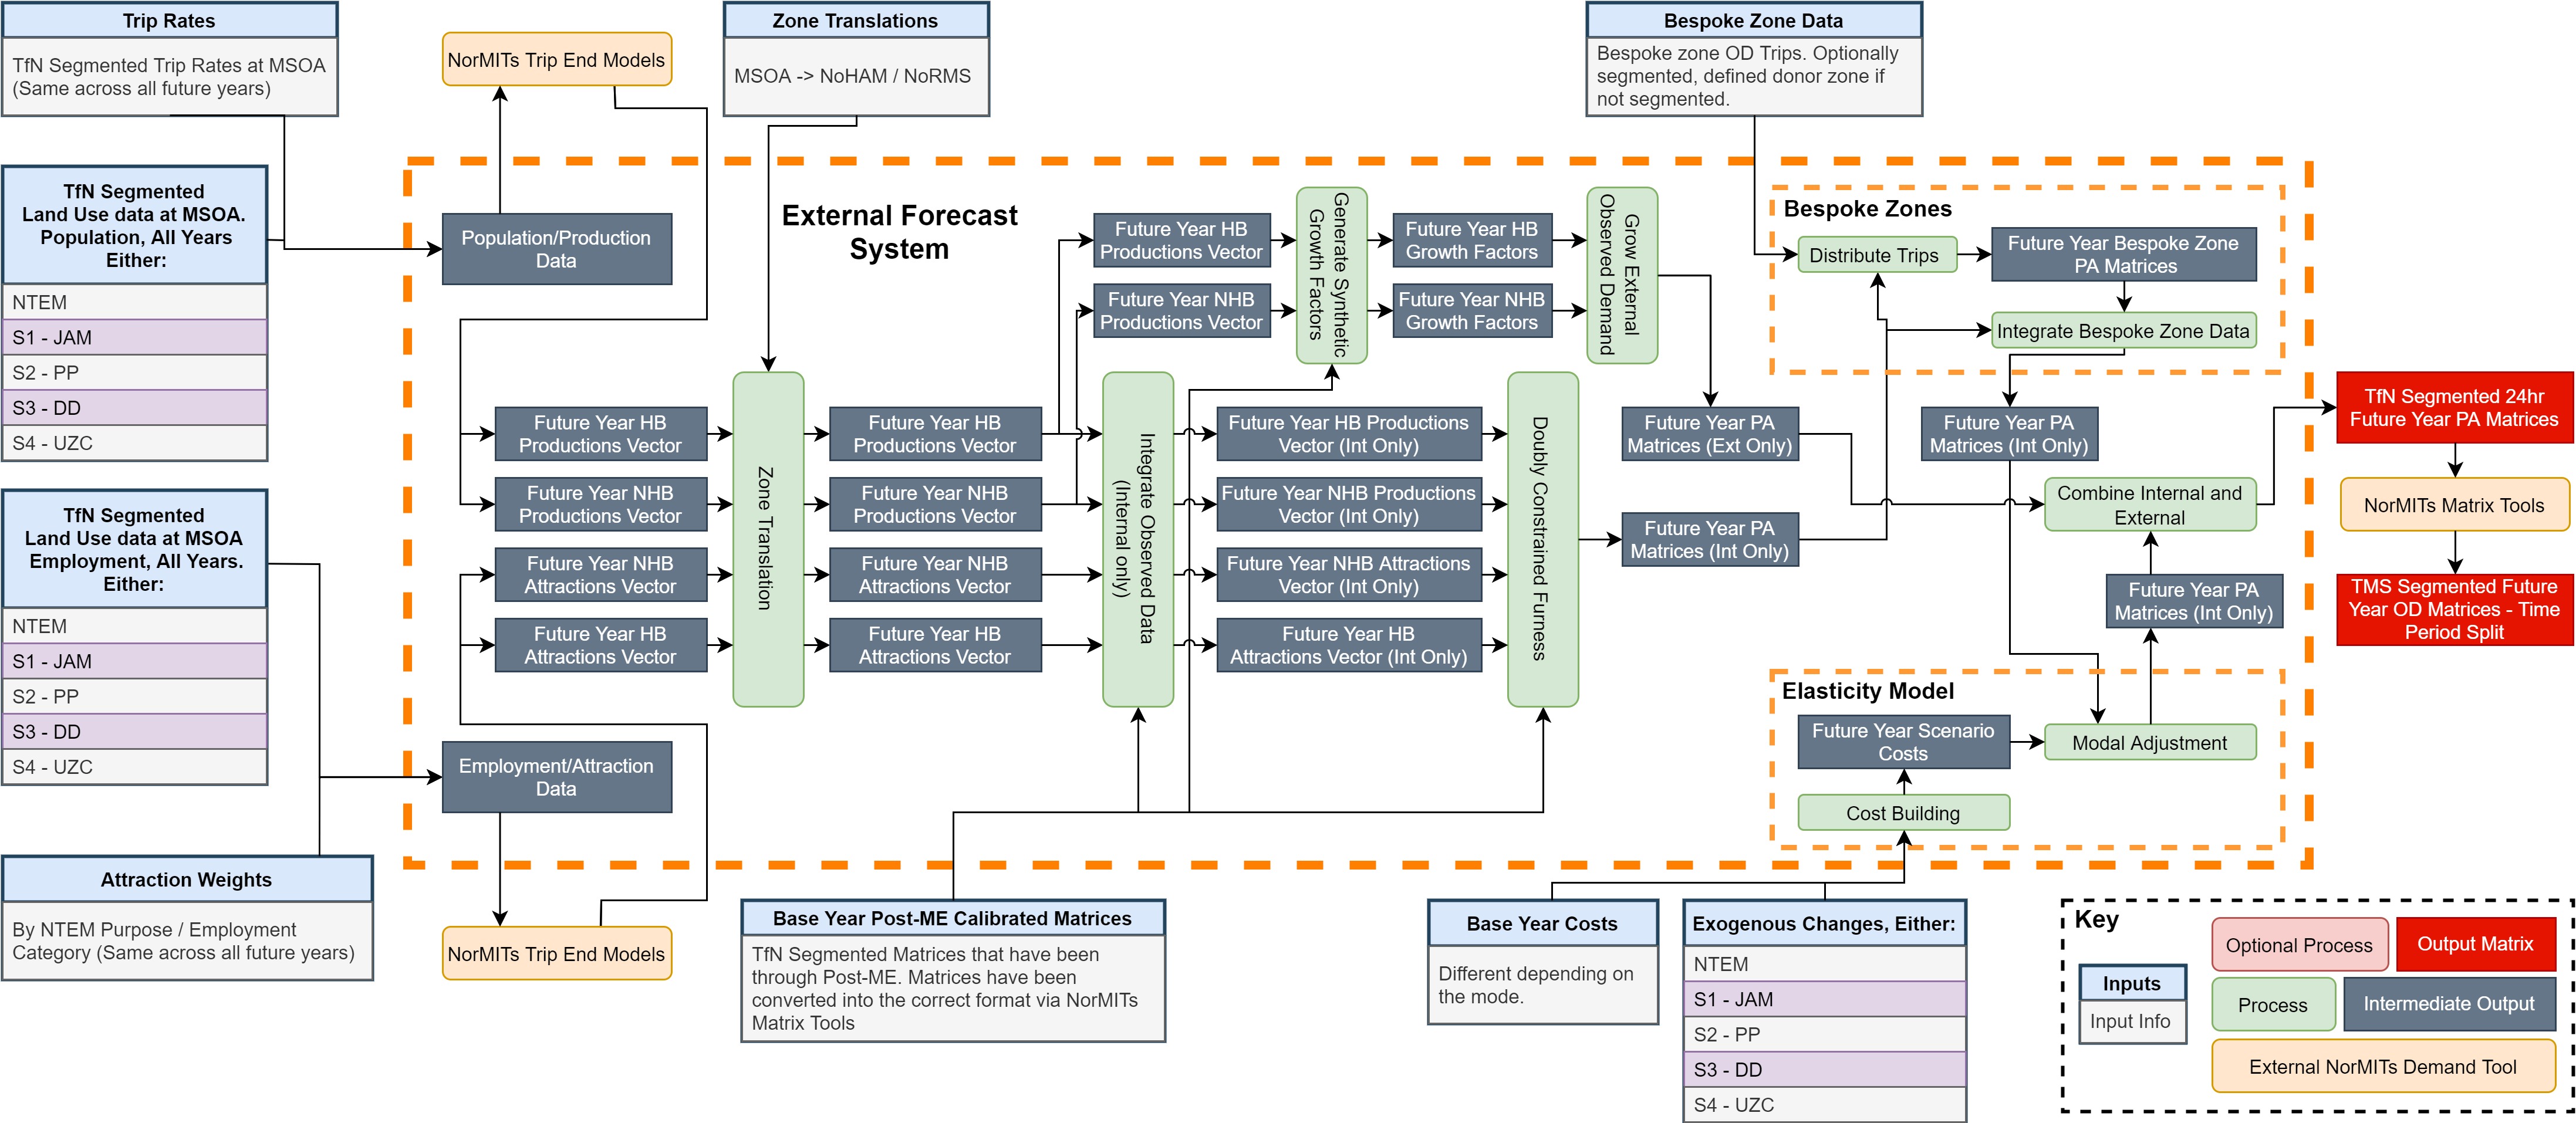 Trip Rates
TfN Segmented Trip Rates at MSOA
(Same across all future years)
NorMITs Trip End Models
Zone Translations
MSOA -> NoHAM / NoRMS
Bespoke Zone Data
Bespoke zone OD Trips. Optionally
segmented, defined donor zone if
not segmented.
TfN Segmented
Land Use data at MSOA.
Population, All Years
Either:
NTEM
S1 - JAM
S2 - PP
S3 - DD
S4 - UZC
TfN Segmented
Land Use data at MSOA
Employment, All Years.
Either:
NTEM
S1 - JAM
S2 - PP
S3 - DD
S4 - UZC
Attraction Weights
By NTEM Purpose / Employment
Category (Same across all future years)
External Forecast
System
Population/Production
Data
Future Year HB
Productions Vector
Future Year NHB
Productions Vector
Future Year NHB
Attractions Vector
Future Year HB
Attractions Vector
Employment/Attraction
Data
NorMITs Trip End Models
Zone Translation
Future Year HB
Productions Vector
Future Year NHB
Productions Vector
Future Year NHB
Attractions Vector
Future Year HB
Attractions Vector
Future Year HB
Productions Vector
Future Year NHB
Productions Vector
Generate Synthetic
Growth Factors
Future Year HB
Growth Factors
Future Year NHB
Growth Factors
Grow External
Observed Demand
Integrate Observed Data
(Internal only)
Future Year HB Productions
Vector (Int Only)
Future Year NHB Productions
Vector (Int Only)
Future Year NHB Attractions
Vector (Int Only)
Future Year HB
Attractions Vector (Int Only)
Doubly Constrained Furness
Future Year PA
Matrices (Ext Only)
Future Year PA
Matrices (Int Only)
Bespoke Zones
Distribute Trips
Future Year Bespoke Zone
PA Matrices
Integrate Bespoke Zone Data
Future Year PA
Matrices (Int Only)
Combine Internal and
External
Future Year PA
Matrices (Int Only)
Elasticity Model
Future Year Scenario
Costs
Modal Adjustment
Cost Building
TfN Segmented 24hr
Future Year PA Matrices
NorMITs Matrix Tools
TMS Segmented Future
Year OD Matrices - Time
Period Split
Base Year Post-ME Calibrated Matrices
TfN Segmented Matrices that have been
through Post-ME. Matrices have been
converted into the correct format via NorMITs
Matrix Tools
Base Year Costs
Different depending on
the mode.
Exogenous Changes, Either:
NTEM
S1 - JAM
S2 - PP
S3 - DD
S4 - UZC
Key
Inputs
Input Info
Optional Process
Output Matrix
Process
Intermediate Output
External NorMITs Demand Tool